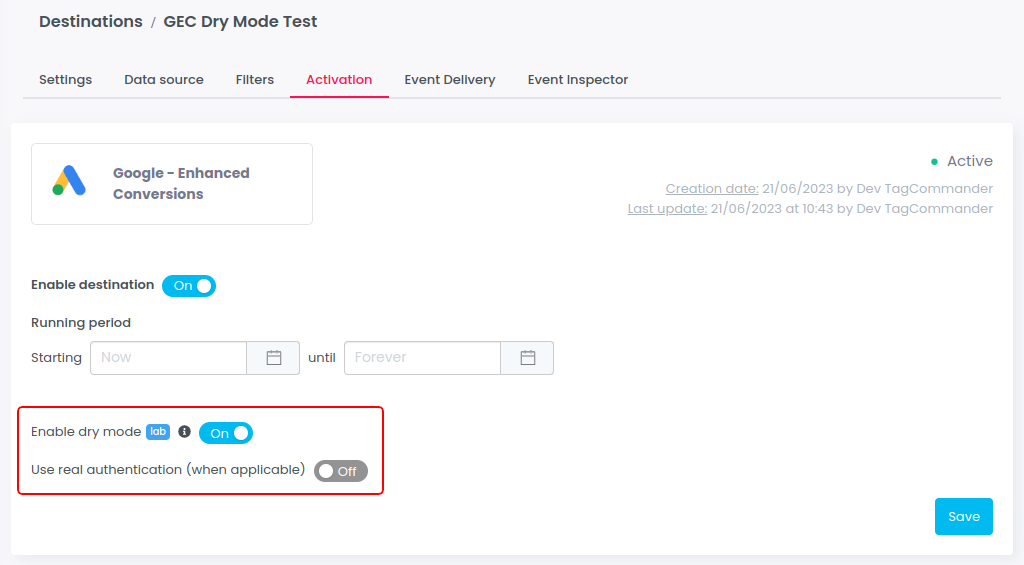 Destinations / GEC Dry Mode Test
Settings Data source Filters Activation Event Delivery Event Inspector
Google - Enhanced
Conversions
Active
Creation date: 21/06/2023 by Dev TagCommander
Last update: 21/06/2023 at 10:43 by Dev TagCommander
Enable destination On
Running period
Starting Now until Forever
Enable dry mode lab i On
Use real authentication (when applicable) Off
Save